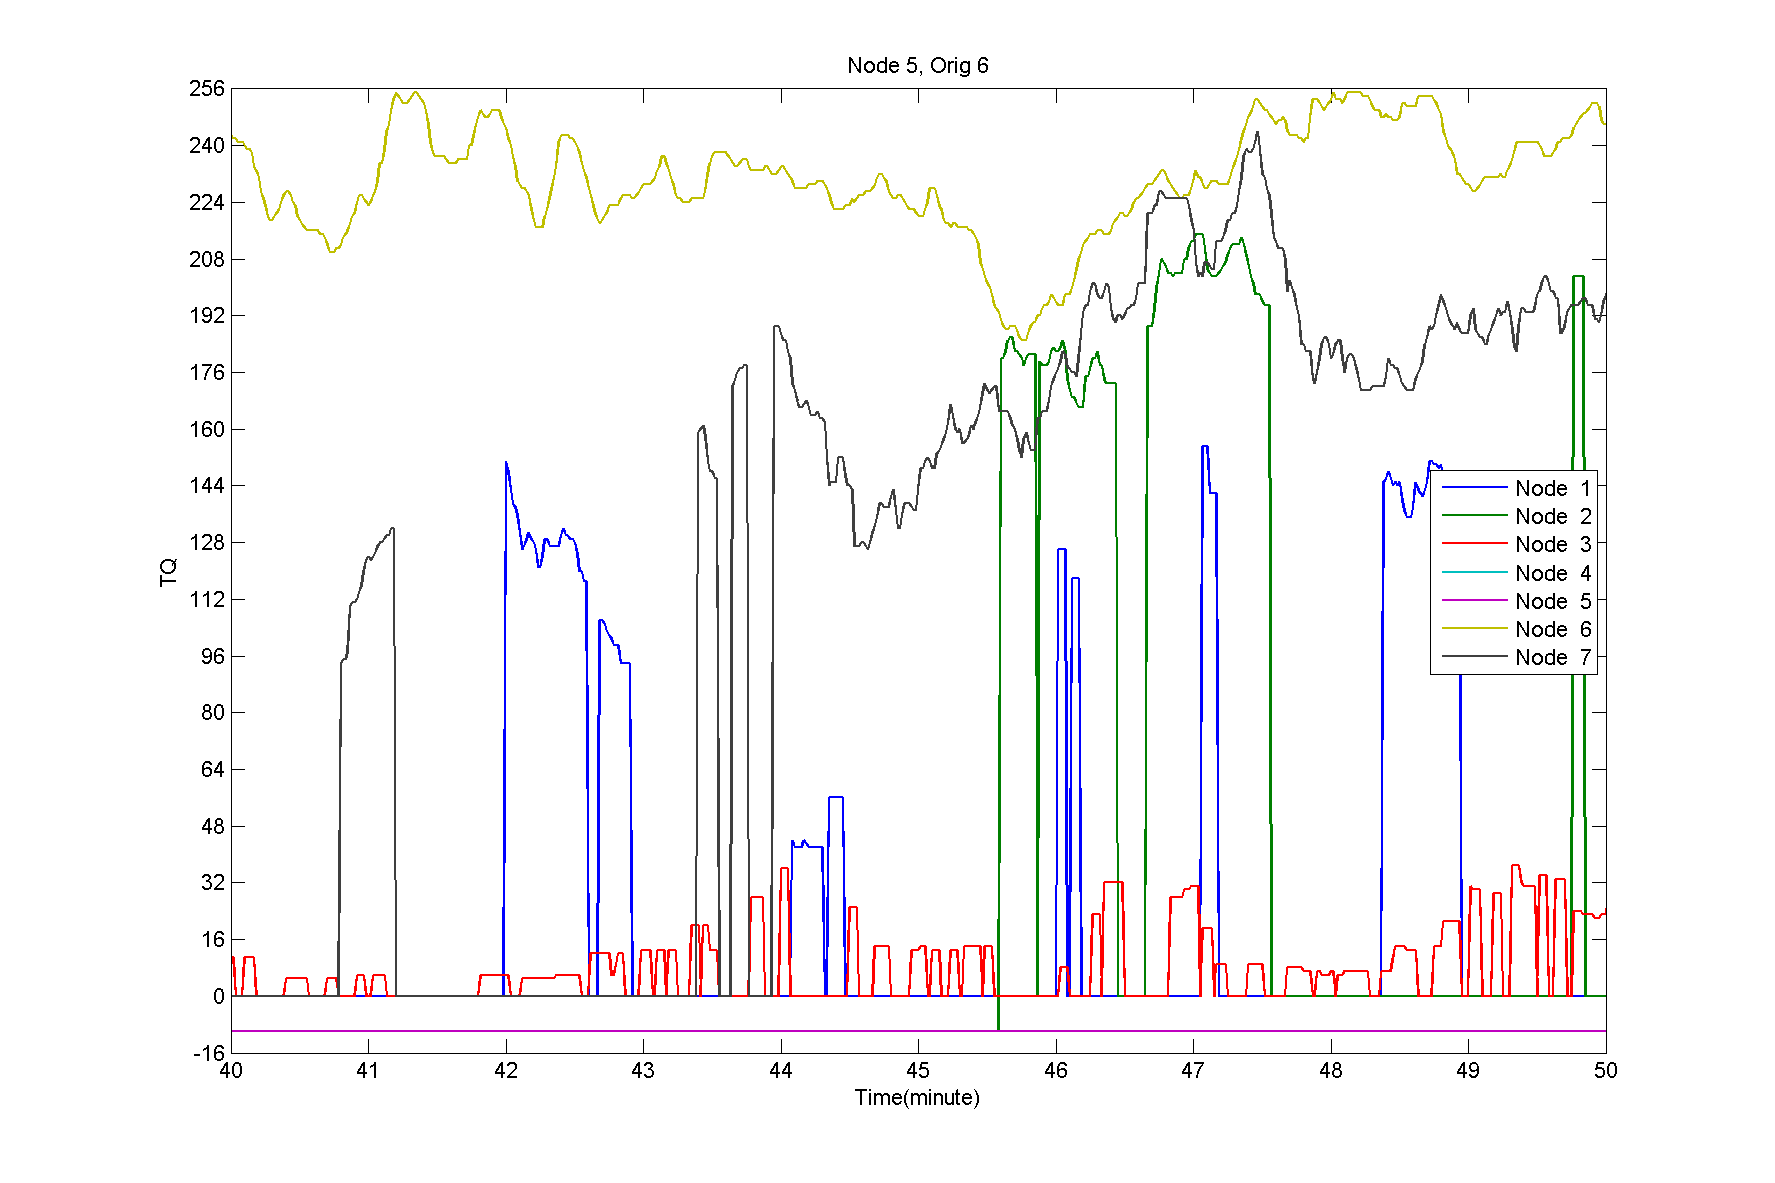 Node 5, Orig 6
256
240
224
208
192
176
160
144
128
112
96
80
64
48
32
16
0
-16
TQ
Node 1
Node 2
Node 3
Node 4
Node 5
Node 6
Node 7
40 41 42 43 44 45 46 47 48 49 50
Time(minute)